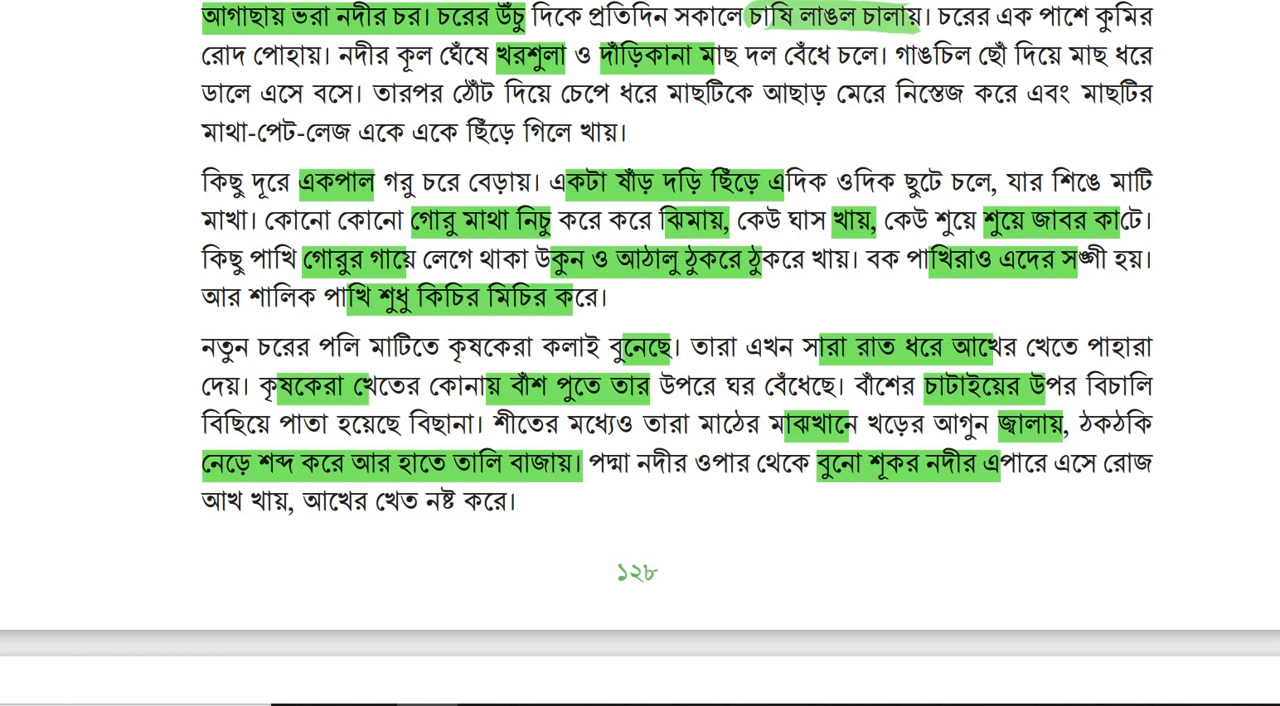 আগাছায় ভরা নদীর চর। চরের উঁচু দিকে প্রতিদিন সকালে চাষি লাঙল চালায়। চরের এক পাশে কুমির
রোদ পোহায়। নদীর কূল ঘেঁষে খরশুলা ও দাঁড়িকানা মাছ দল বেঁধে চলে। গাঙচিল ছোঁ দিয়ে মাছ ধরে
ডালে এসে বসে। তারপর ঠোঁট দিয়ে চেপে ধরে মাছটিকে আছাড় মেরে নিস্তেজ করে এবং মাছটির
মাথা-পেট-লেজ একে একে ছিঁড়ে গিলে খায়।
কিছু দূরে একপাল গরু চরে বেড়ায়। একটা ষাঁড় দড়ি ছিঁড়ে এদিক ওদিক ছুটে চলে, যার শিঙে মাটি
মাখা। কোনো কোনো গোরু মাথা নিচু করে করে ঝিমায়, কেউ ঘাস খায়, কেউ শুয়ে শুয়ে জাবর কাটে।
কিছু পাখি গোরুর গায়ে লেগে থাকা উকুন ও আঠালু ঠুকরে ঠুকরে খায়। বক পাখিরাও এদের সঙ্গী হয়।
আর শালিক পাখি শুধু কিচির মিচির করে।
নতুন চরের পলি মাটিতে কৃষকেরা কলাই বুনেছে। তারা এখন সারা রাত ধরে আখের খেতে পাহারা
দেয়। কৃষকেরা খেতের কোনায় বাঁশ পুতে তার উপরে ঘর বেঁধেছে। বাঁশের চাটাইয়ের উপর বিচালি
বিছিয়ে পাতা হয়েছে বিছানা। শীতের মধ্যেও তারা মাঠের মাঝখানে খড়ের আগুন জ্বালায়, ঠকঠকি
নেড়ে শব্দ করে আর হাতে তালি বাজায়। পদ্মা নদীর ওপার থেকে বুনো শূকর নদীর এপারে এসে রোজ
আখ খায়, আখের খেত নষ্ট করে।
১২৮